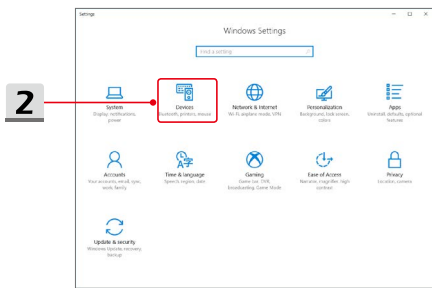 Settings
Windows Settings
Find a setting
2
System
Display, notifications,
power
Devices
Bluetooth, printers, mouse
Network & Internet
Wi-Fi, airplane mode, VPN
Personalization
Background, lock screen,
colors
Apps
Uninstall, defaults, optional
features
Accounts
Your accounts, email, sync,
work, family
Time & language
Speech, region, date
Gaming
Game bar, DVR,
broadcasting, Game Mode
Ease of Access
Narrator, magnifier, high
contrast
Privacy
Location, camera
Update & security
Windows Update, recovery,
backup